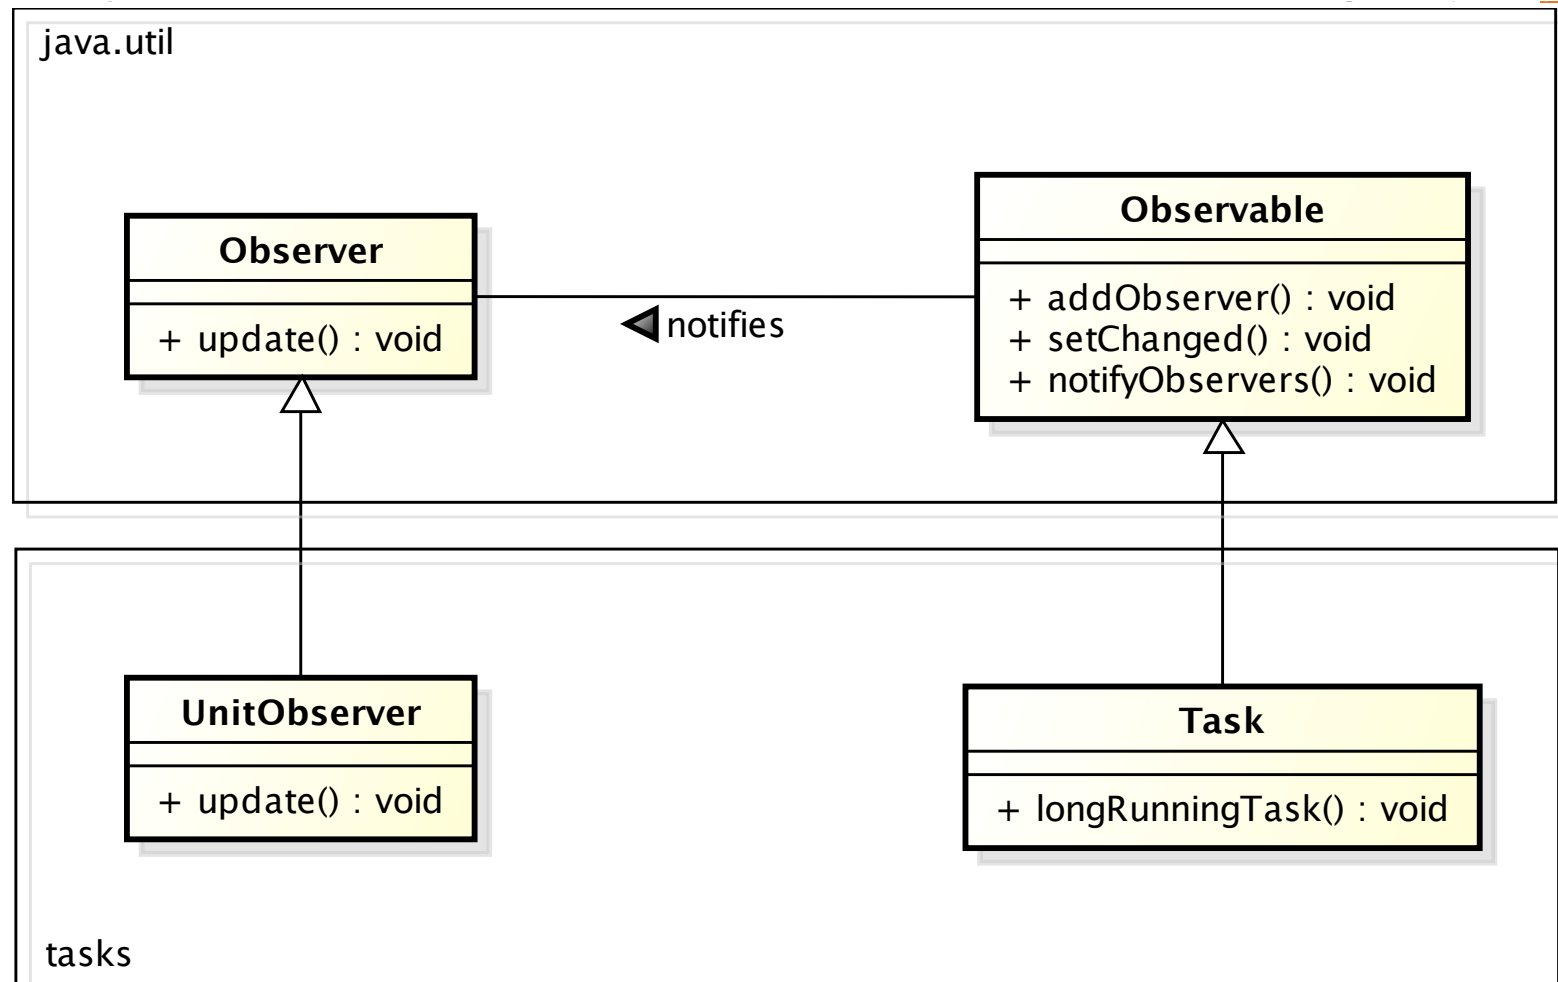 java.util
Observer
+ update() : void
notifies
Observable
+ addObserver() : void
+ setChanged() : void
+ notifyObservers() : void
UnitObserver
+ update() : void
Task
+ longRunningTask() : void
tasks